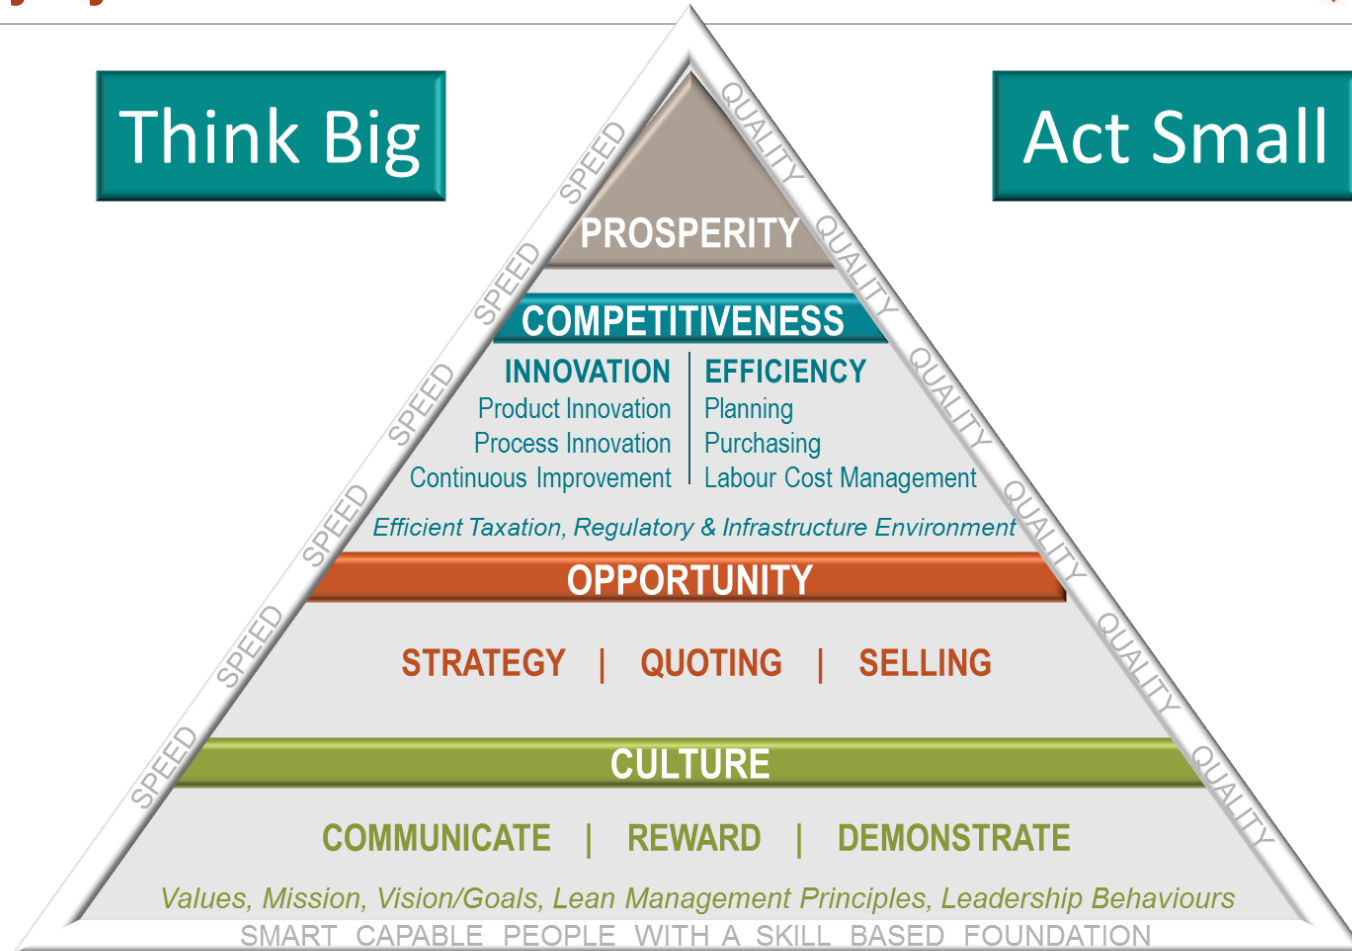 Think Big
Act Small
PROSPERITY
COMPETITIVENESS
INNOVATION | EFFICIENCY
Product Innovation | Planning
Process Innovation | Purchasing
Continuous Improvement | Labour Cost Management
Efficient Taxation, Regulatory & Infrastructure Environment
OPPORTUNITY
STRATEGY | QUOTING | SELLING
CULTURE
COMMUNICATE | REWARD | DEMONSTRATE
Values, Mission, Vision/Goals, Lean Management Principles, Leadership Behaviours
SMART CAPABLE PEOPLE WITH A SKILL BASED FOUNDATION
SPEED SPEED SPEED SPEED SPEED SPEED
QUALITY QUALITY QUALITY QUALITY QUALITY QUALITY